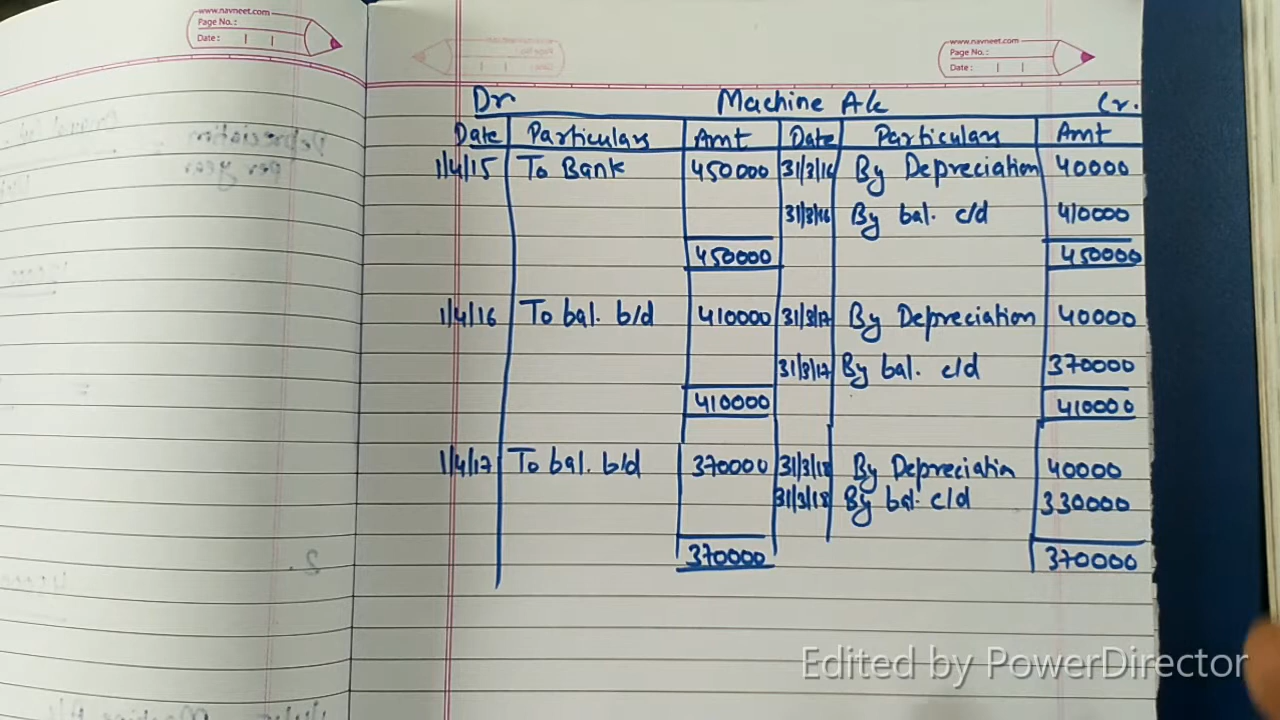 www.navneet.com
Page No.:
Date:
www.navneet.com
Page No.:
Date:
Dr Machine A/c Cr.
Date Particulars Amt Date Particulars Amt
1/4/15 To Bank 450000 31/3/16 By Depreciation 40000
31/3/16 By bal. c/d 410000
450000 450000
1/4/16 To bal. b/d 410000 31/3/17 By Depreciation 40000
31/3/17 By bal. c/d 370000
410000 410000
1/4/17 To bal. b/d 370000 31/3/18 By Depreciatin 40000
31/3/18 By bal. c/d 330000
370000 370000
Edited by PowerDirector